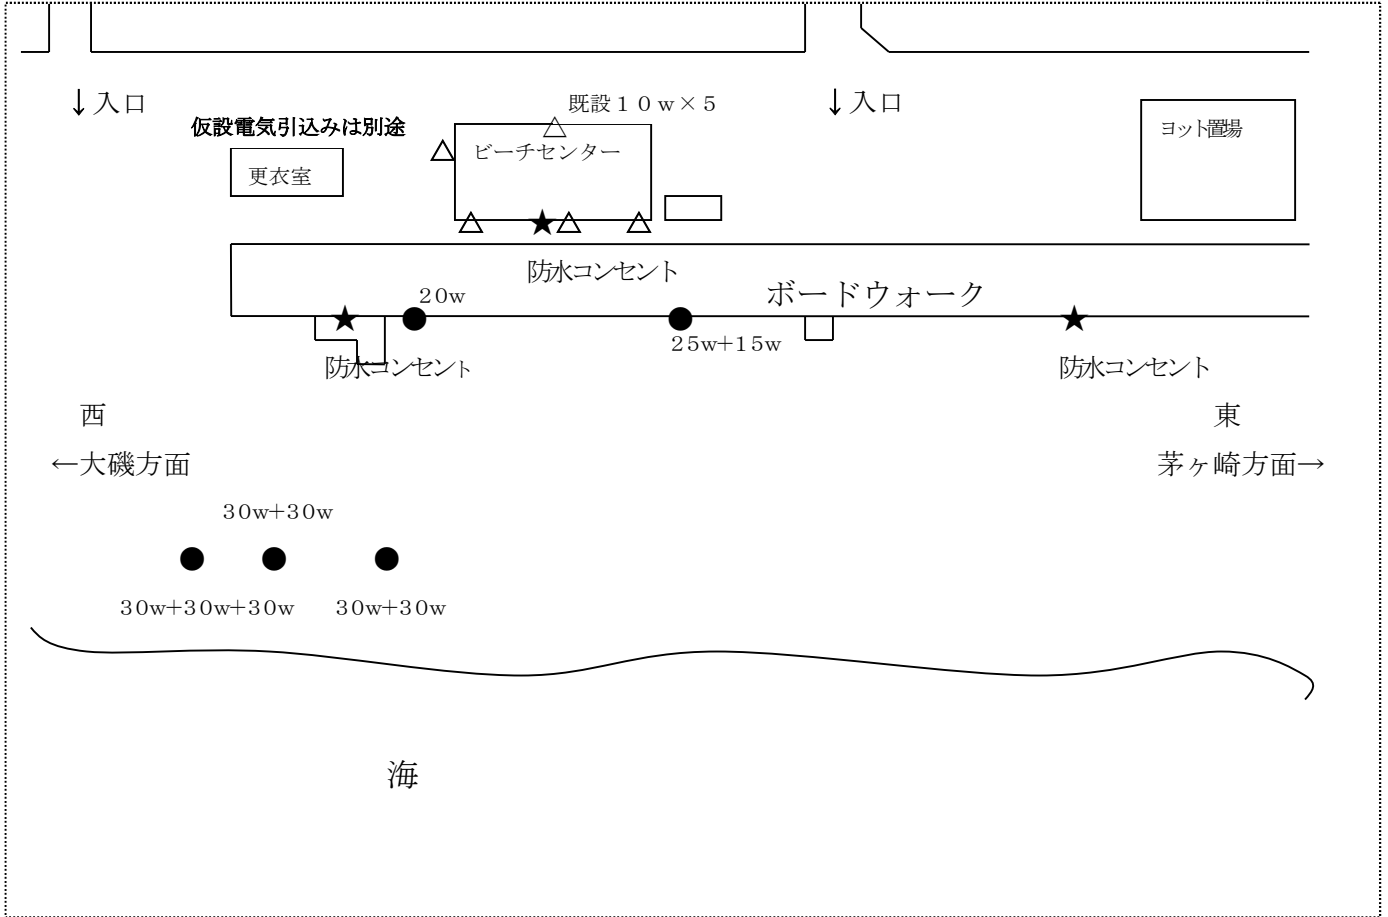 ↓入口
既設１０ｗ×５
↓入口
仮設電気引込みは別途
ヨット置場
ビーチセンター
更衣室
防水コンセント
ボードウォーク
20w
25w+15w
防水コンセント
防水コンセント
西
東
←大磯方面
茅ヶ崎方面→
30w+30w
30w+30w+30w
30w+30w
海